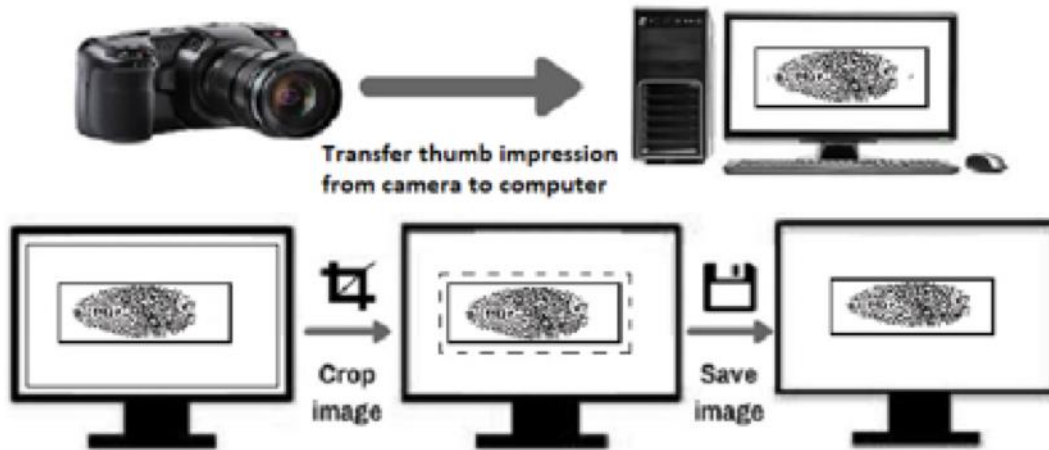 Transfer thumb impression
from camera to computer
Crop
image
Save
image